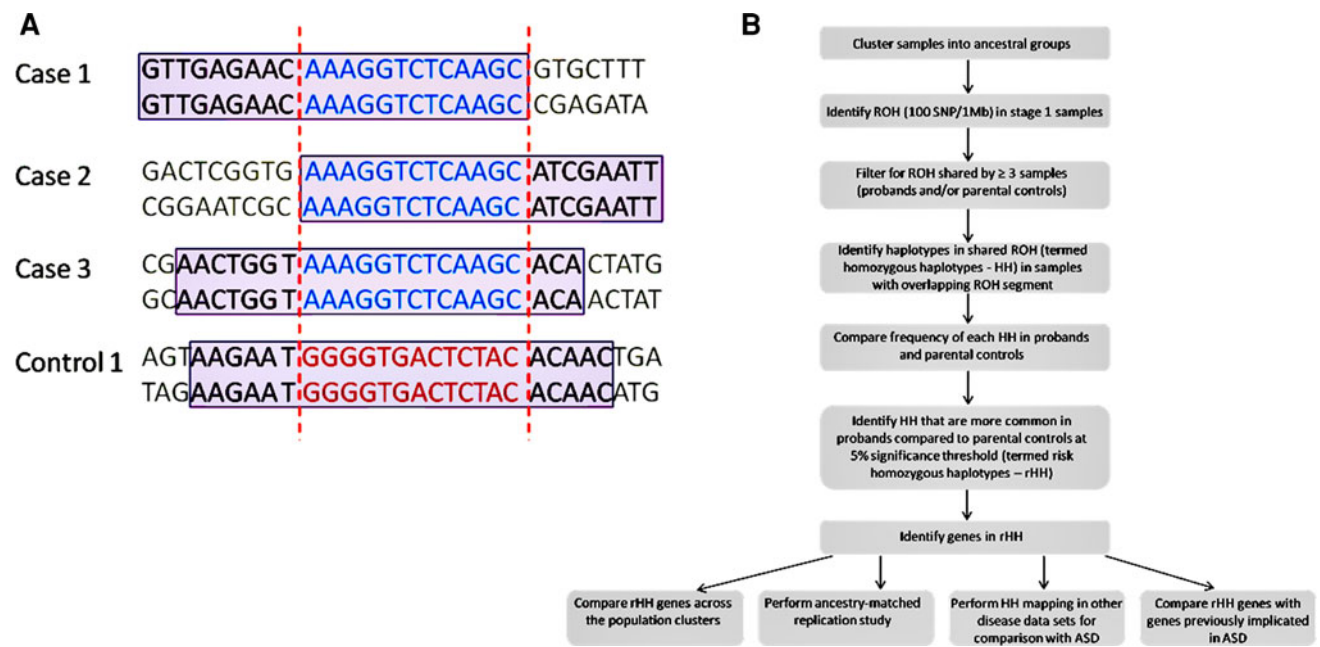 A
Case 1
GTTGAGAAC AAAGGTCTCAAGC GTGCTTT
GTTGAGAAC AAAGGTCTCAAGC CGAGATA
Case 2
GACTCGGTG AAAGGTCTCAAGC ATCGAATT
CGGAATCGC AAAGGTCTCAAGC ATCGAATT
Case 3
CGAACTGGT AAAGGTCTCAAGC ACA CTATG
GCAACTGGT AAAGGTCTCAAGC ACA ACTAT
Control 1
AGTAAGAAT GGGGTGACTCTAC ACAACTGA
TAGAAGAAT GGGGTGACTCTAC ACAACATG
B
Cluster samples into ancestral groups
Identify ROH (100 SNP/1Mb) in stage 1 samples
Filter for ROH shared by ≥ 3 samples
(probands and/or parental controls)
Identify haplotypes in shared ROH (termed
homozygous haplotypes - HH) in samples
with overlapping ROH segment
Compare frequency of each HH in probands
and parental controls
Identify HH that are more common in
probands compared to parental controls at
5% significance threshold (termed risk
homozygous haplotypes – rHH)
Identify genes in rHH
Compare rHH genes across
the population clusters
Perform ancestry-matched
replication study
Perform HH mapping in other
disease data sets for
comparison with ASD
Compare rHH genes with
genes previously implicated
in ASD